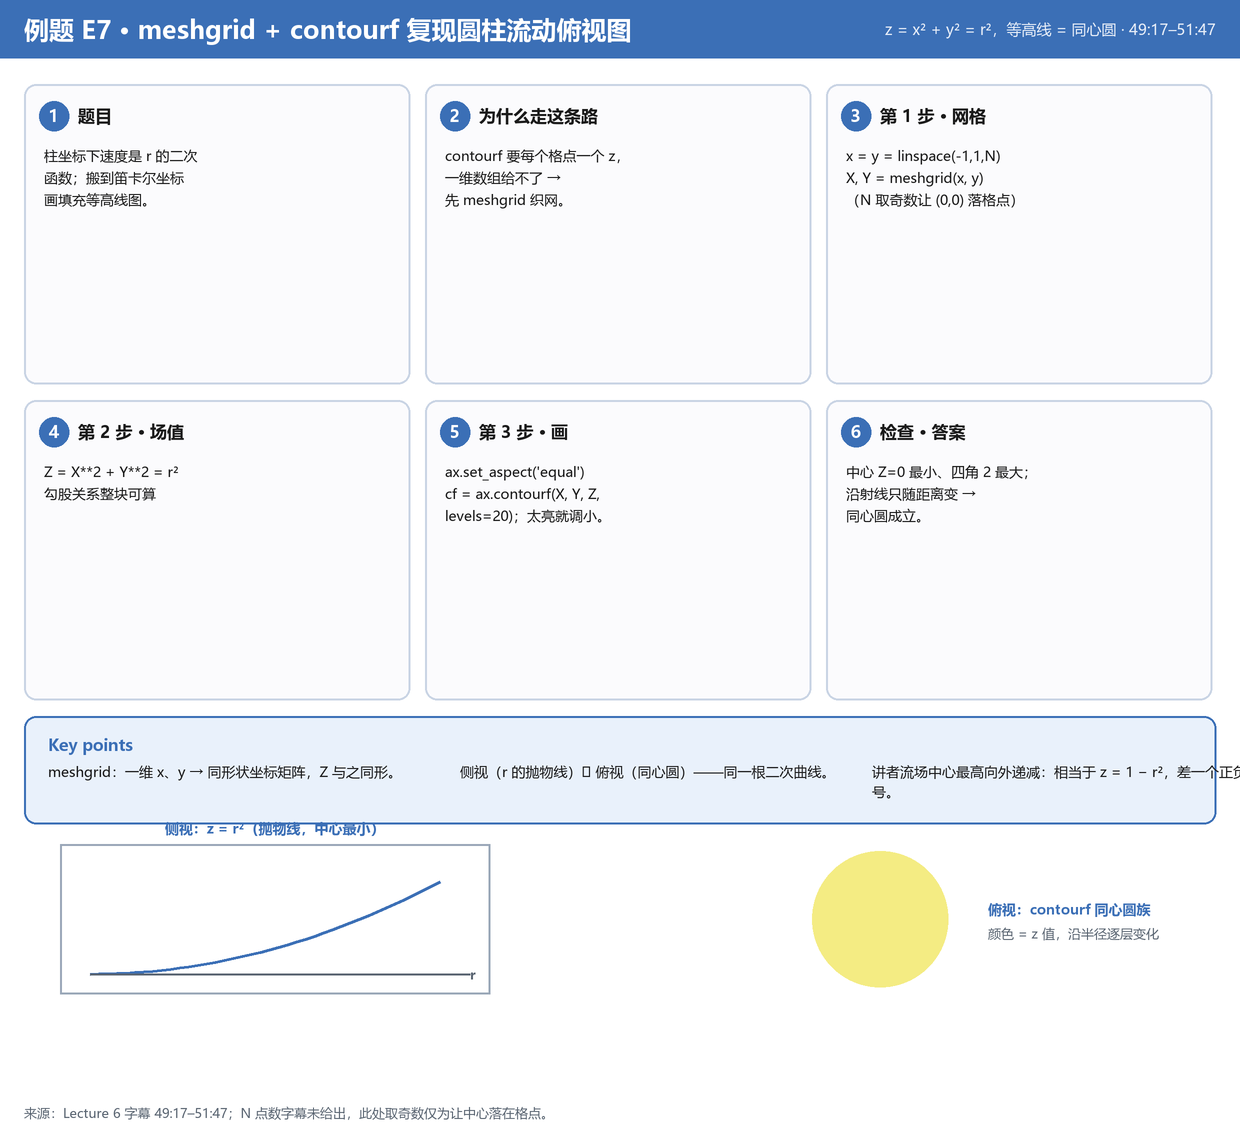 例题 E7 • meshgrid + contourf 复现圆柱流动俯视图
z = x² + y² = r²，等高线 = 同心圆 · 49:17–51:47
1 题目
柱坐标下速度是 r 的二次
函数；搬到笛卡尔坐标
画填充等高线图。
2 为什么走这条路
contourf 要每个格点一个 z，
一维数组给不了 →
先 meshgrid 织网。
3 第 1 步 • 网格
x = y = linspace(-1,1,N)
X, Y = meshgrid(x, y)
（N 取奇数让 (0,0) 落格点）
4 第 2 步 • 场值
Z = X**2 + Y**2 = r²
勾股关系整块可算
5 第 3 步 • 画
ax.set_aspect('equal')
cf = ax.contourf(X, Y, Z,
levels=20)；太亮就调小。
6 检查 • 答案
中心 Z=0 最小、四角 2 最大；
沿射线只随距离变 →
同心圆成立。
Key points
meshgrid：一维 x、y → 同形状坐标矩阵，Z 与之同形。
侧视（r 的抛物线）▯ 俯视（同心圆）——同一根二次曲线。
讲者流场中心最高向外递减：相当于 z = 1 − r²，差一个正负
号。
侧视：z = r²（抛物线，中心最小）
r
俯视：contourf 同心圆族
颜色 = z 值，沿半径逐层变化
来源：Lecture 6 字幕 49:17–51:47；N 点数字幕未给出，此处取奇数仅为让中心落在格点。